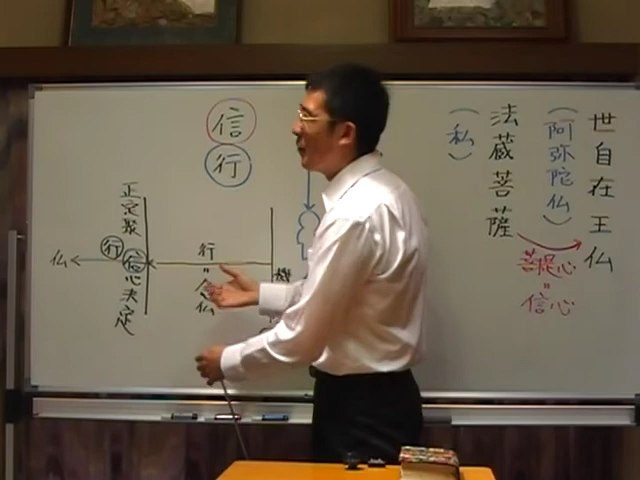 世自在王仏
(阿弥陀仏)
法蔵菩薩
菩提心
=
信心
(私)
信
行
機
行
=
念仏
正定聚
信心決定
行
仏